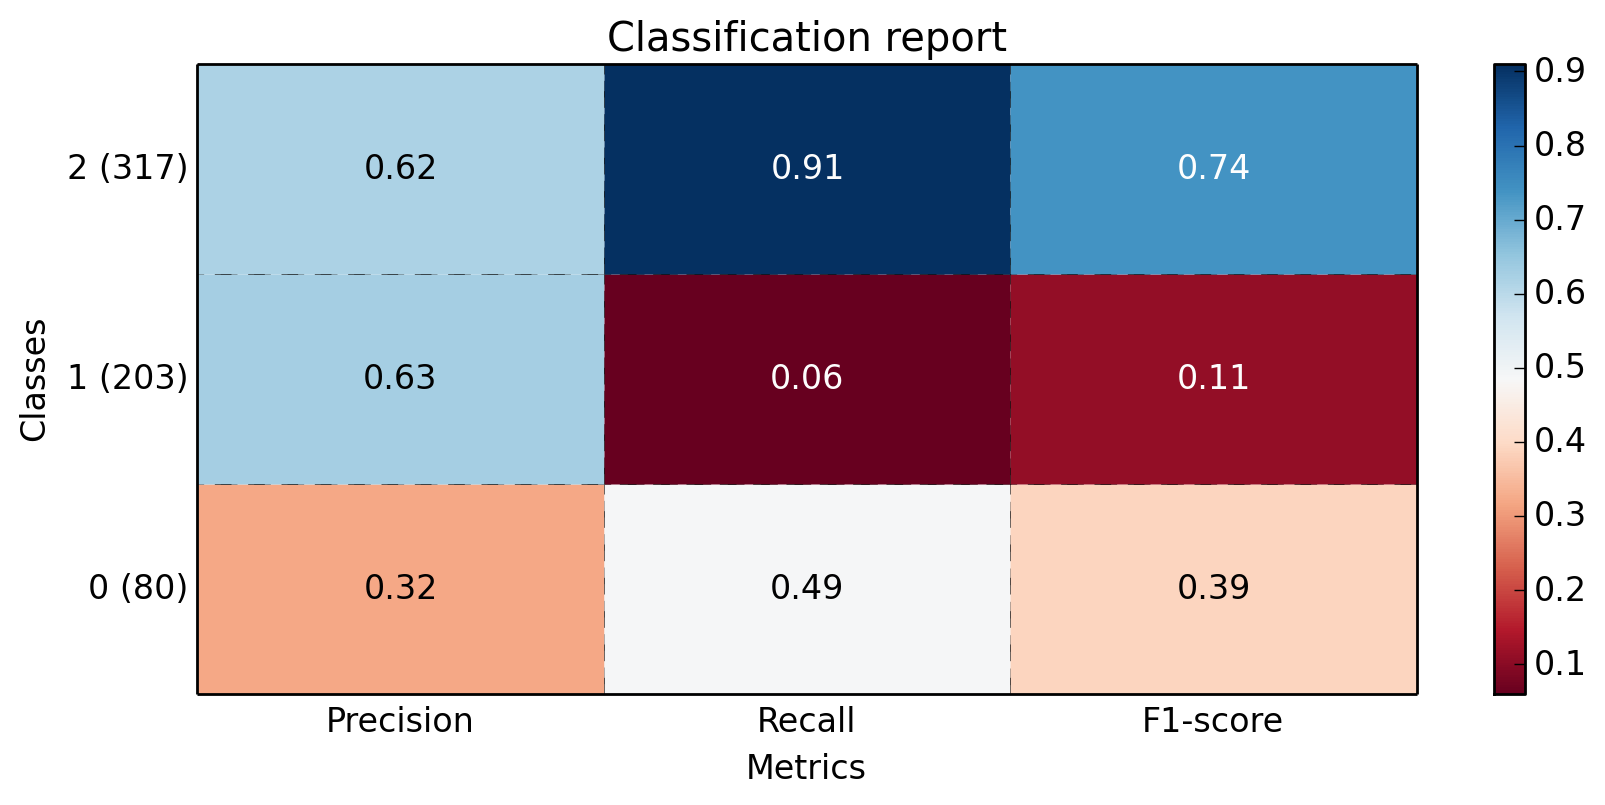 Classification report
2 (317) 0.62 0.91 0.74
1 (203) 0.63 0.06 0.11
0 (80) 0.32 0.49 0.39
Precision Recall F1-score
Metrics
Classes
0.9
0.8
0.7
0.6
0.5
0.4
0.3
0.2
0.1